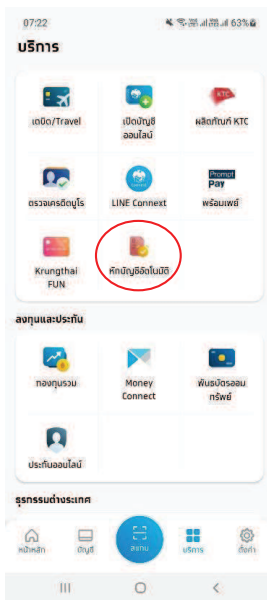 07:22
63%
บริการ
เดบิต/Travel
เปิดบัญชี
ออนไลน์
KTC
ผลิตภัณฑ์ KTC
ตรวจเครดิตบูโร
LINE Connext
Prompt
Pay
พร้อมเพย์
Krungthai
FUN
หักบัญชีอัตโนมัติ
ลงทุนและประกัน
กองทุนรวม
Money
Connect
พันธบัตรออม
ทรัพย์
ประกันออนไลน์
ธุรกรรมต่างประเทศ
หน้าหลัก
บัญชี
สแกน
บริการ
ตั้งค่า